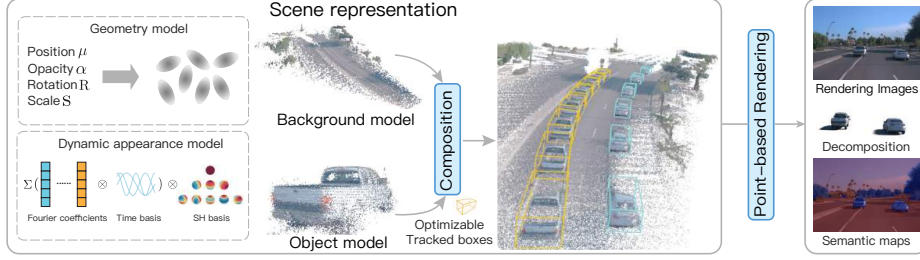 Scene representation
Geometry model
Position μ
Opacity α
Rotation R
Scale S
Dynamic appearance model
Σ( ...... ⊗ ) ⊗
Fourier coefficients
Time basis
SH basis
Background model
Object model
Composition
Optimizable
Tracked boxes
Point-based Rendering
Rendering Images
Decomposition
Semantic maps